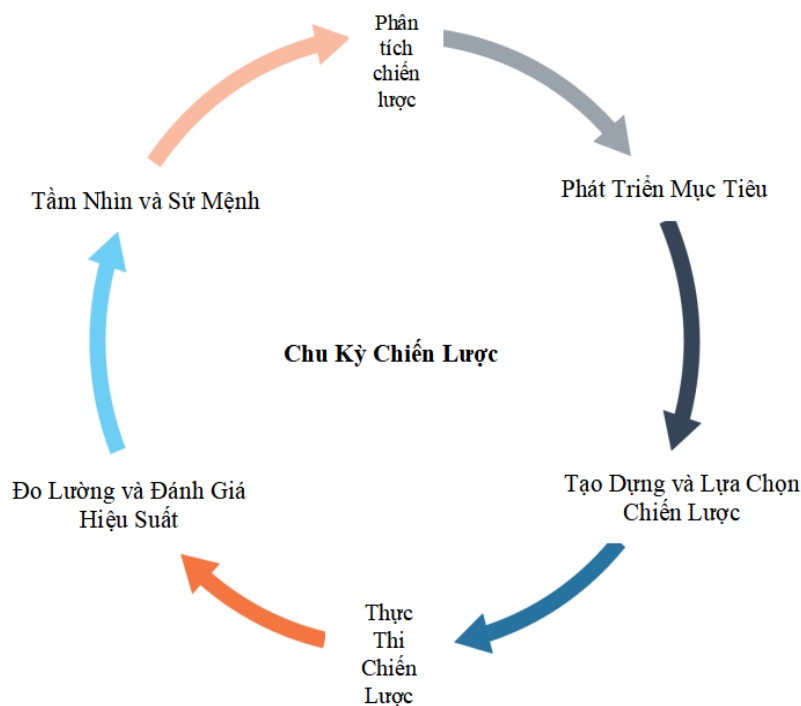 Phân
tích
chiến
lược
Phát Triển Mục Tiêu
Tạo Dựng và Lựa Chọn
Chiến Lược
Thực
Thi
Chiến
Lược
Đo Lường và Đánh Giá
Hiệu Suất
Tầm Nhìn và Sứ Mệnh
Chu Kỳ Chiến Lược